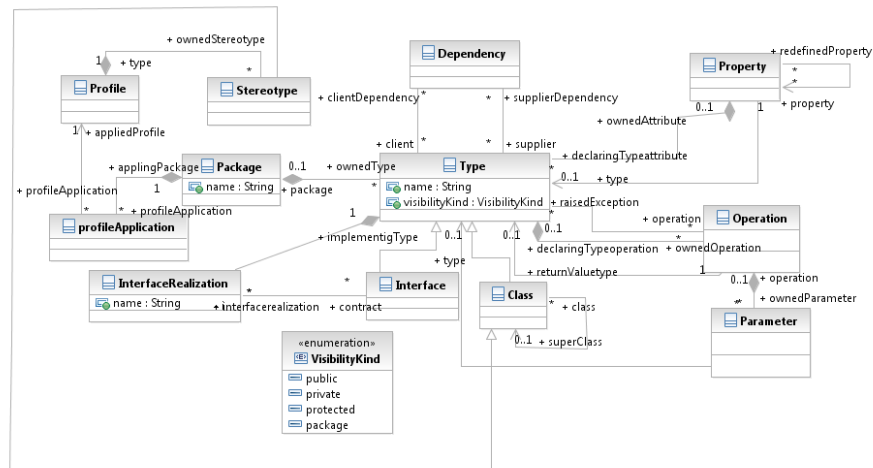 + ownedStereotype
1
+ type
*
Profile
Stereotype
Dependency
Property
+ redefinedProperty
*
*
+ clientDependency
*
*
+ supplierDependency
0..1
1
+ property
+ ownedAttribute
1
+ appliedProfile
+ client
*
*
+ supplier
+ applingPackage
Package
0..1
+ ownedType
Type
+ declaringTypeattribute
*
0..1
+ type
name : String
+ package
*
name : String
+ profileApplication
1
visibilityKind : VisibilityKind
+ raisedException
*
*
+ profileApplication
1
*
+ operation
Operation
profileApplication
+ implementigType
0..1
0..1
0..1
*
+ declaringTypeoperation
*
+ ownedOperation
+ type
+ returnValuetype
1
0..1
+ operation
InterfaceRealization
*
Interface
name : String
*
+ interfacerealization
+ contract
Class
*
+ class
*
+ ownedParameter
Parameter
0..1
+ superClass
«enumeration»
VisibilityKind
public
private
protected
package